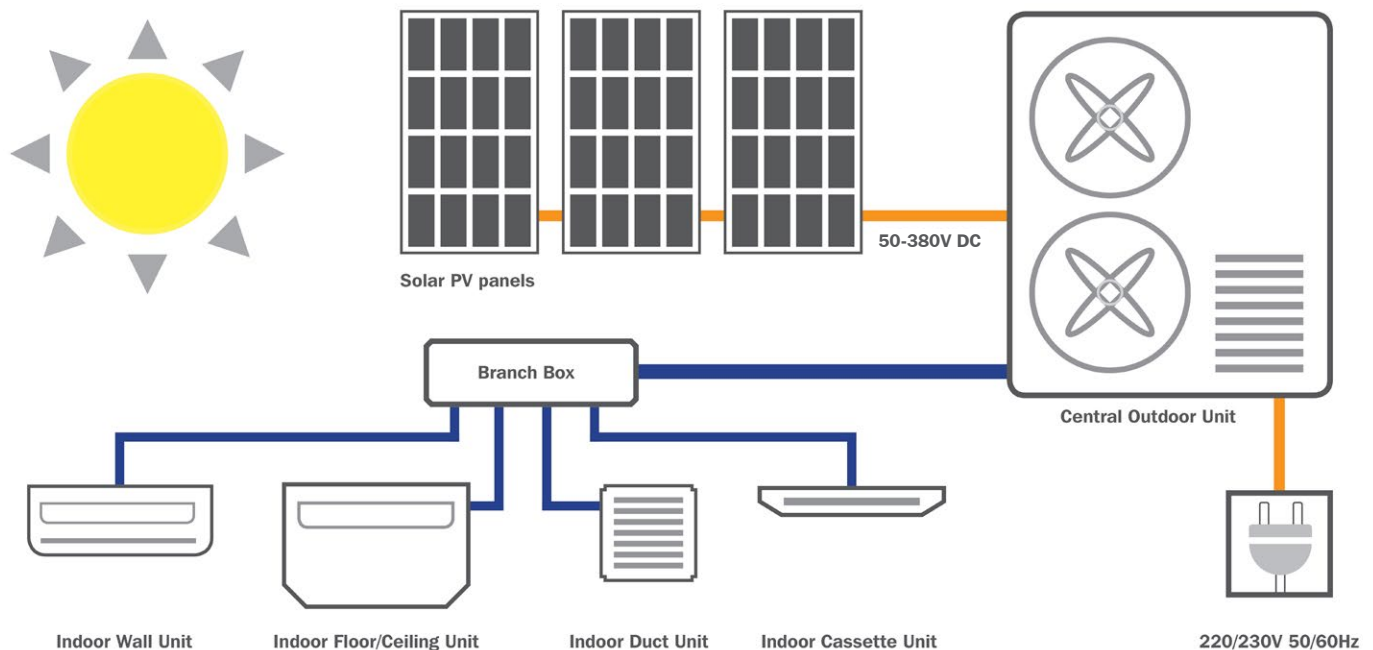 50-380V DC
Solar PV panels
Branch Box
Central Outdoor Unit
Indoor Wall Unit
Indoor Floor/Ceiling Unit
Indoor Duct Unit
Indoor Cassette Unit
220/230V 50/60Hz